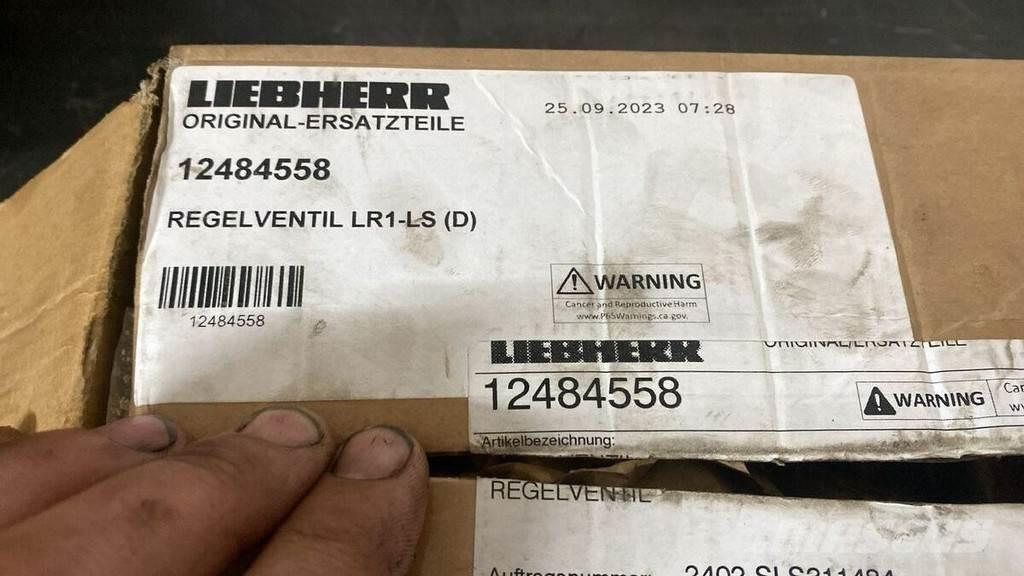 LIEBHERR
ORIGINAL-ERSATZTEILE
25.09.2023 07:28
12484558
REGELVENTIL LR1-LS (D)
12484558
WARNING
Cancer and Reproductive Harm
www.P65Warnings.ca.gov.
LIEBHERR
ORIGINAL/ERSATZTEILE
12484558
WARNING
Artikelbezeichnung:
REGELVENTIL
Auftragsnummer: